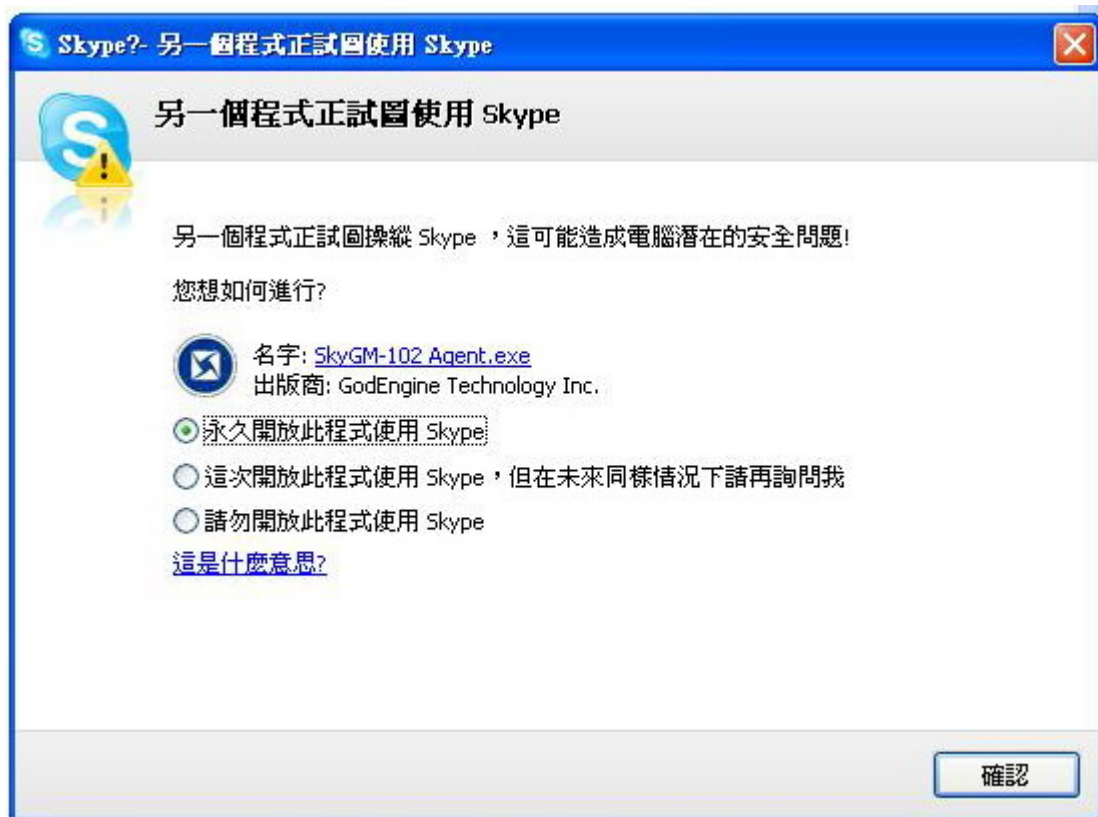 Skype?- 另一個程式正試圖使用 Skype
另一個程式正試圖使用 Skype
另一個程式正試圖操縱 Skype ，這可能造成電腦潛在的安全問題!
您想如何進行?
名字: SkyGM-102 Agent.exe
出版商: GodEngine Technology Inc.
永久開放此程式使用 Skype
這次開放此程式使用 Skype，但在未來同樣情況下請再詢問我
請勿開放此程式使用 Skype
這是什麼意思?
確認